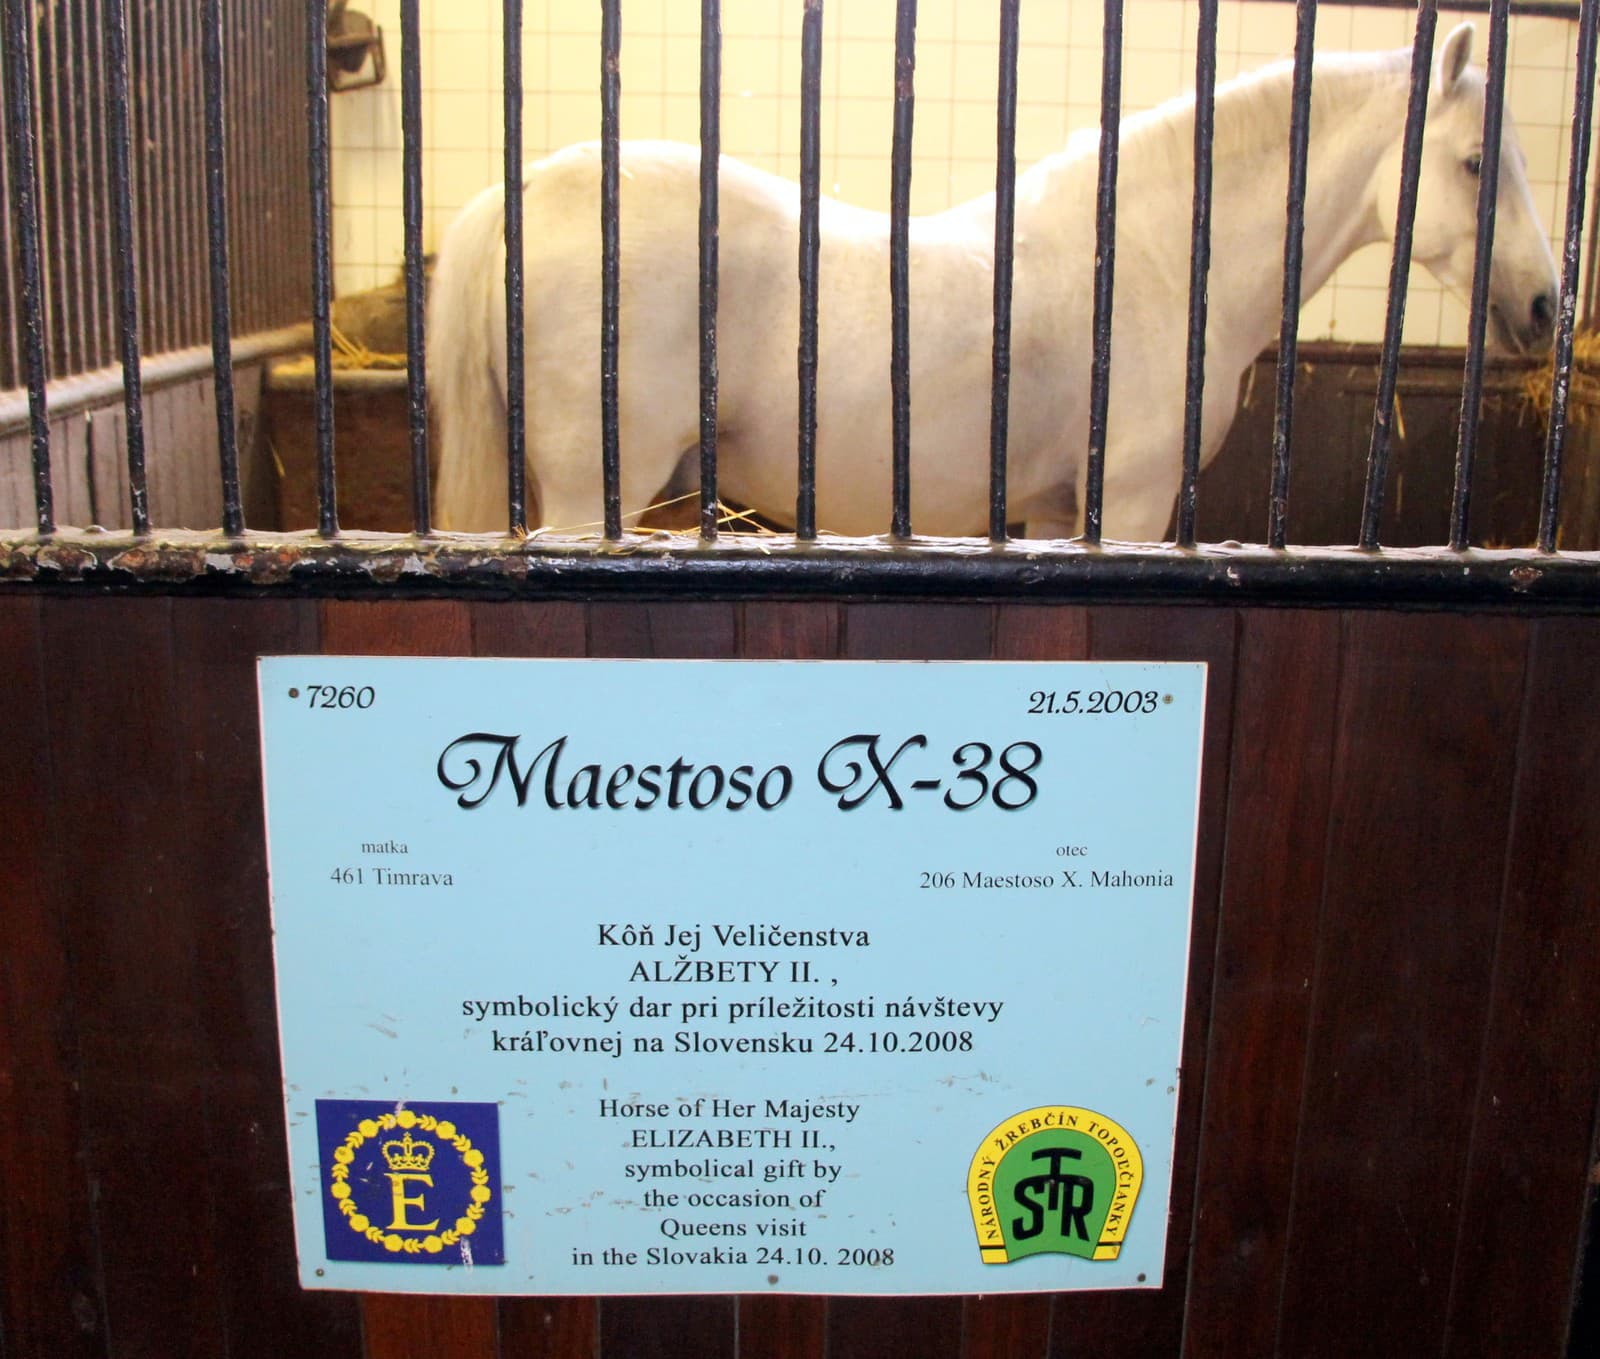 7260
21.5.2003
Maestoso X-38
matka
otec
461 Timrava
206 Maestoso X. Mahonia
Kôň Jej Veličenstva
ALŽBETY II. ,
symbolický dar pri príležitosti návštevy
kráľovnej na Slovensku 24.10.2008
Horse of Her Majesty
ELIZABETH II.,
symbolical gift by
the occasion of
Queens visit
in the Slovakia 24.10. 2008
E
NÁRODNÝ ŽREBČÍN TOPOĽČIANKY
STR